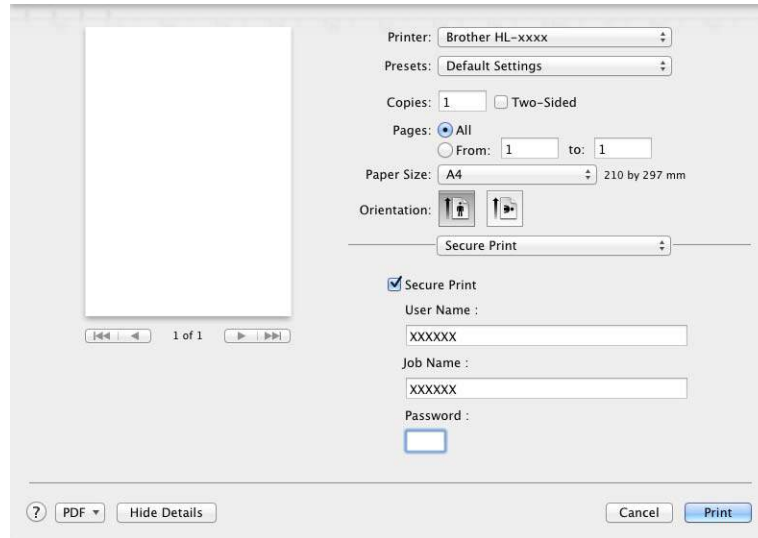 Printer: Brother HL-xxxx
Presets: Default Settings
Copies: 1 Two-Sided
Pages: All
From: 1 to: 1
Paper Size: A4 210 by 297 mm
Orientation:
Secure Print
Secure Print
User Name :
XXXXXX
Job Name :
XXXXXX
Password :
1 of 1
? PDF Hide Details Cancel Print